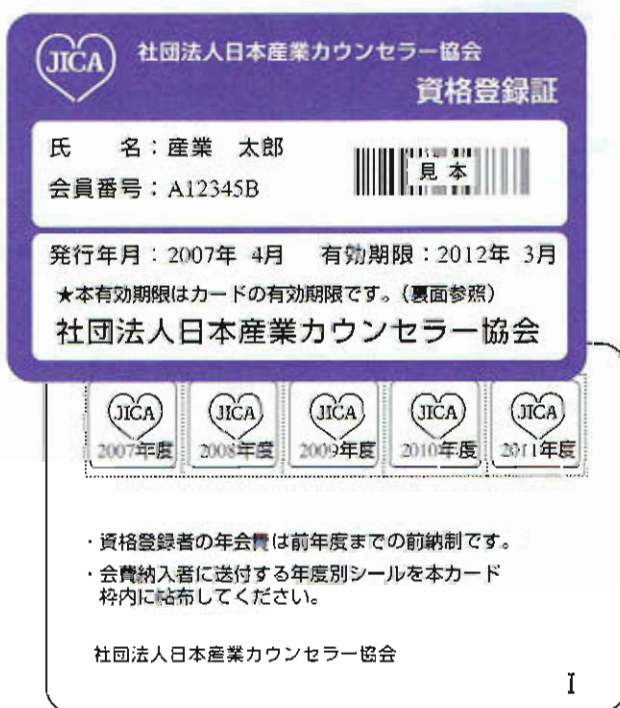 JICA
社団法人日本産業カウンセラー協会
資格登録証
氏　名：産業　太郎
会員番号：A12345B
見本
発行年月：2007年 4月　有効期限：2012年 3月
★本有効期限はカードの有効期限です。（裏面参照）
社団法人日本産業カウンセラー協会
JICA JICA JICA JICA JICA
2007年度 2008年度 2009年度 2010年度 2011年度
・資格登録者の年会費は前年度までの前納制です。
・会費納入者に送付する年度別シールを本カード
枠内に帖布してください。
社団法人日本産業カウンセラー協会
I